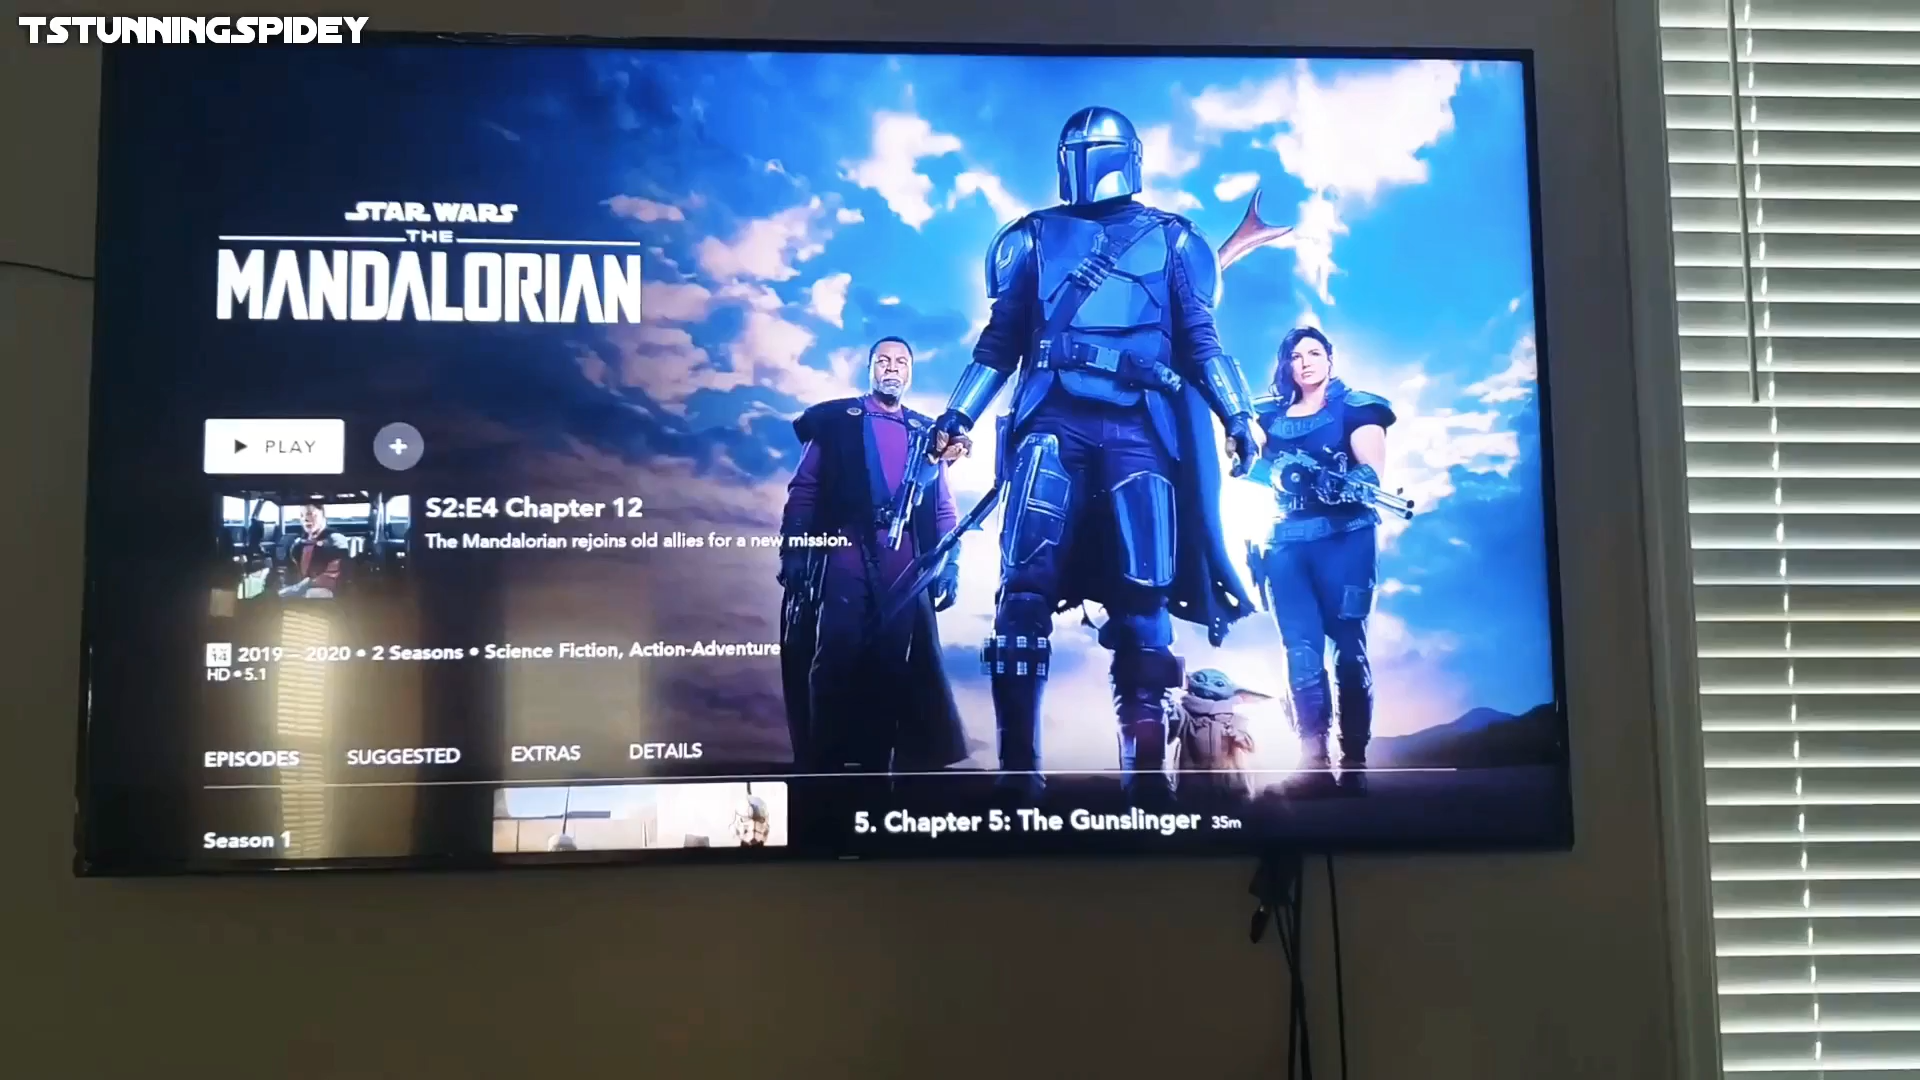 TSTUNNINGSPIDEY
STAR WARS
THE
MANDALORIAN
PLAY
S2:E4 Chapter 12
The Mandalorian rejoins old allies for a new mission.
14 2019 – 2020 • 2 Seasons • Science Fiction, Action-Adventure
HD • 5.1
EPISODES SUGGESTED EXTRAS DETAILS
Season 1
5. Chapter 5: The Gunslinger 35m